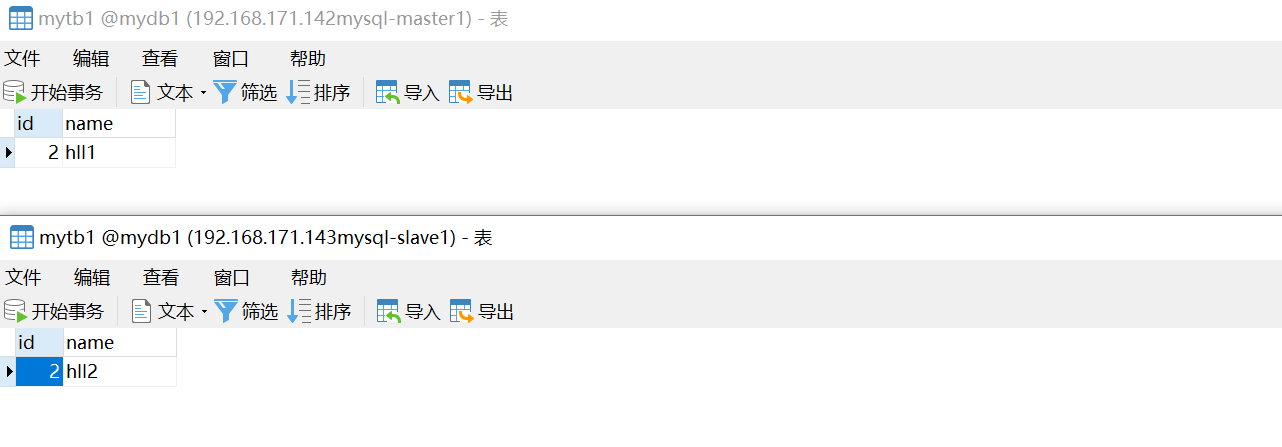 mytb1 @mydb1 (192.168.171.142mysql-master1) - 表
文件 编辑 查看 窗口 帮助
开始事务 文本 筛选 排序 导入 导出
id name
2 hll1
mytb1 @mydb1 (192.168.171.143mysql-slave1) - 表
文件 编辑 查看 窗口 帮助
开始事务 文本 筛选 排序 导入 导出
id name
2 hll2